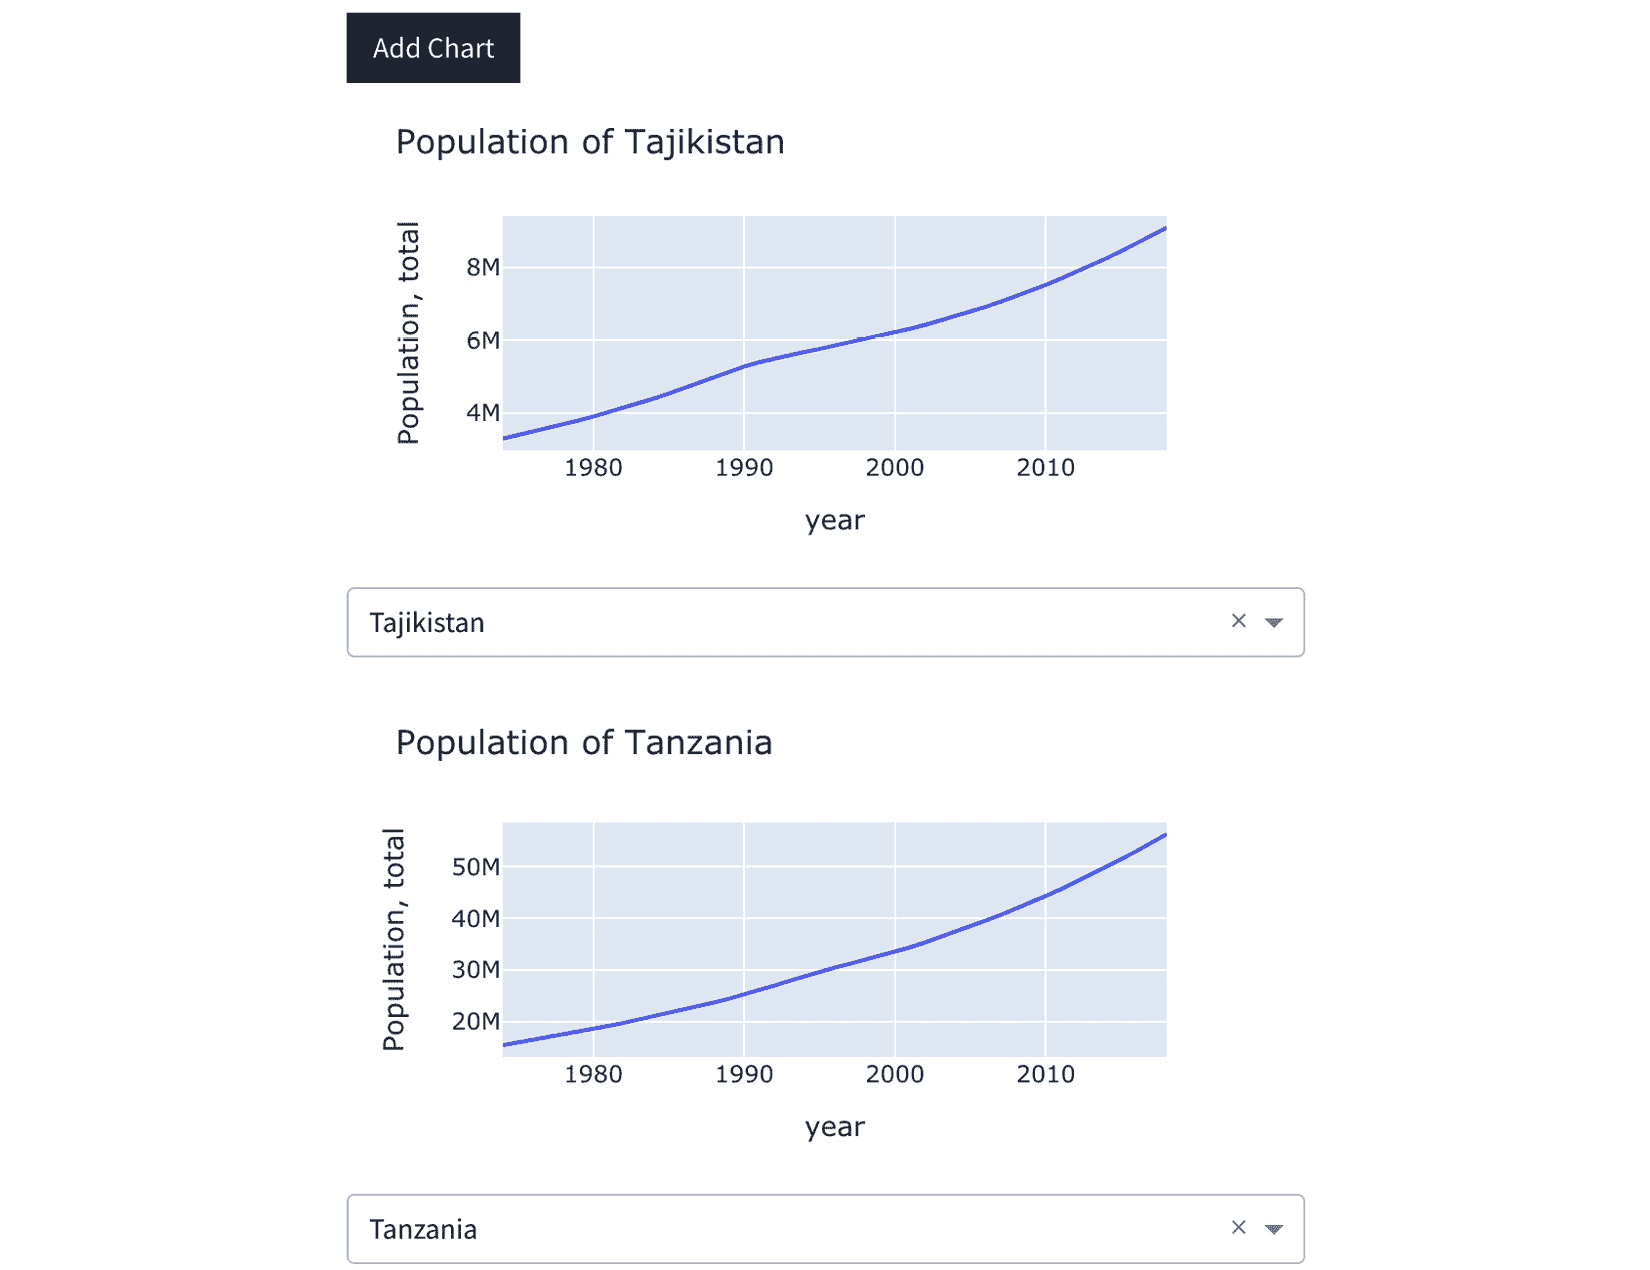 Add Chart
Population of Tajikistan
Population, total
8M
6M
4M
1980 1990 2000 2010
year
Tajikistan ×
Population of Tanzania
Population, total
50M
40M
30M
20M
1980 1990 2000 2010
year
Tanzania ×